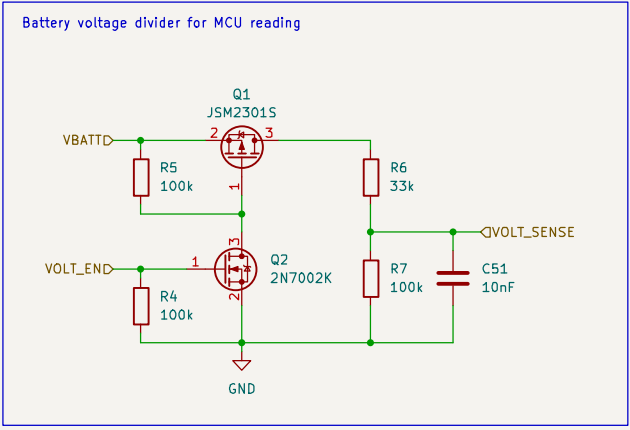 Battery voltage divider for MCU reading
Q1
JSM2301S
VBATT
2
3
R5
100k
1
R6
33k
3
VOLT_SENSE
VOLT_EN
1
Q2
2N7002K
R7
100k
C51
10nF
R4
100k
2
GND